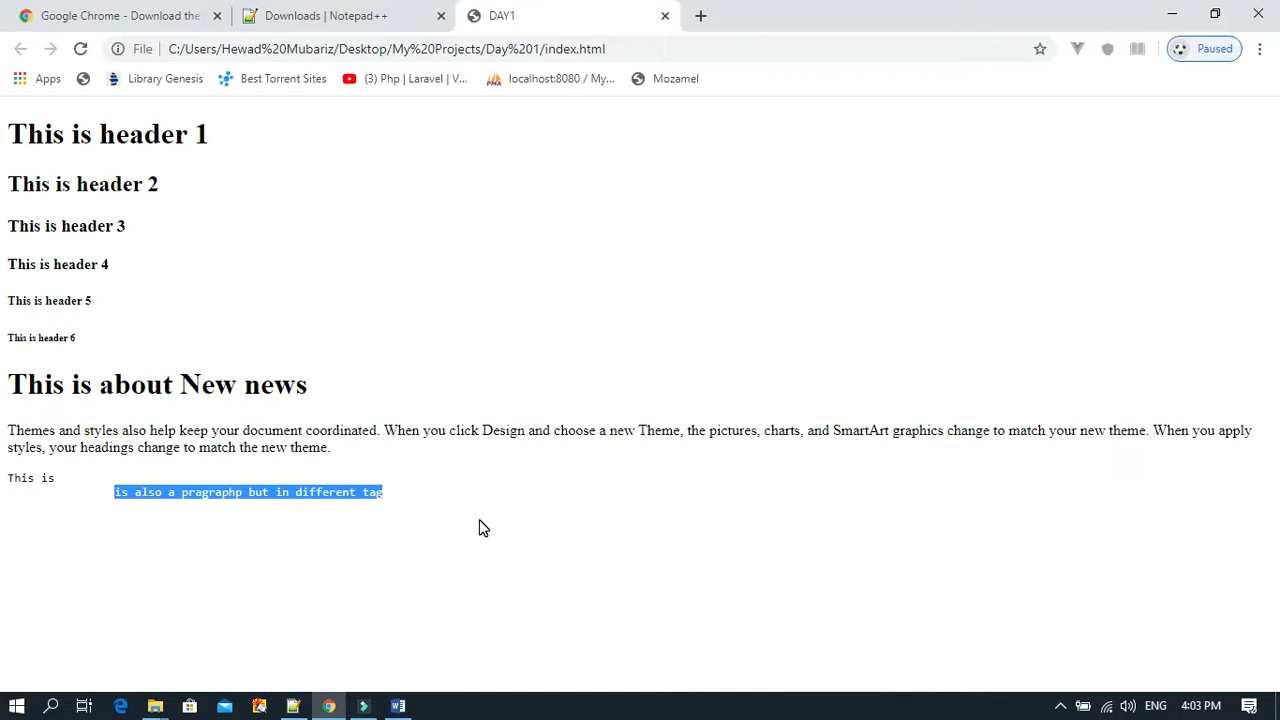 Google Chrome - Download the
Downloads | Notepad++
DAY1
File
C:/Users/Hewad%20Mubariz/Desktop/My%20Projects/Day%201/index.html
Paused
Apps
Library Genesis
Best Torrent Sites
(3) Php | Laravel | V...
localhost:8080 / My...
Mozamel
This is header 1
This is header 2
This is header 3
This is header 4
This is header 5
This is header 6
This is about New news
Themes and styles also help keep your document coordinated. When you click Design and choose a new Theme, the pictures, charts, and SmartArt graphics change to match your new theme. When you apply
styles, your headings change to match the new theme.
This is
is also a pragraphp but in different tag
ENG
4:03 PM